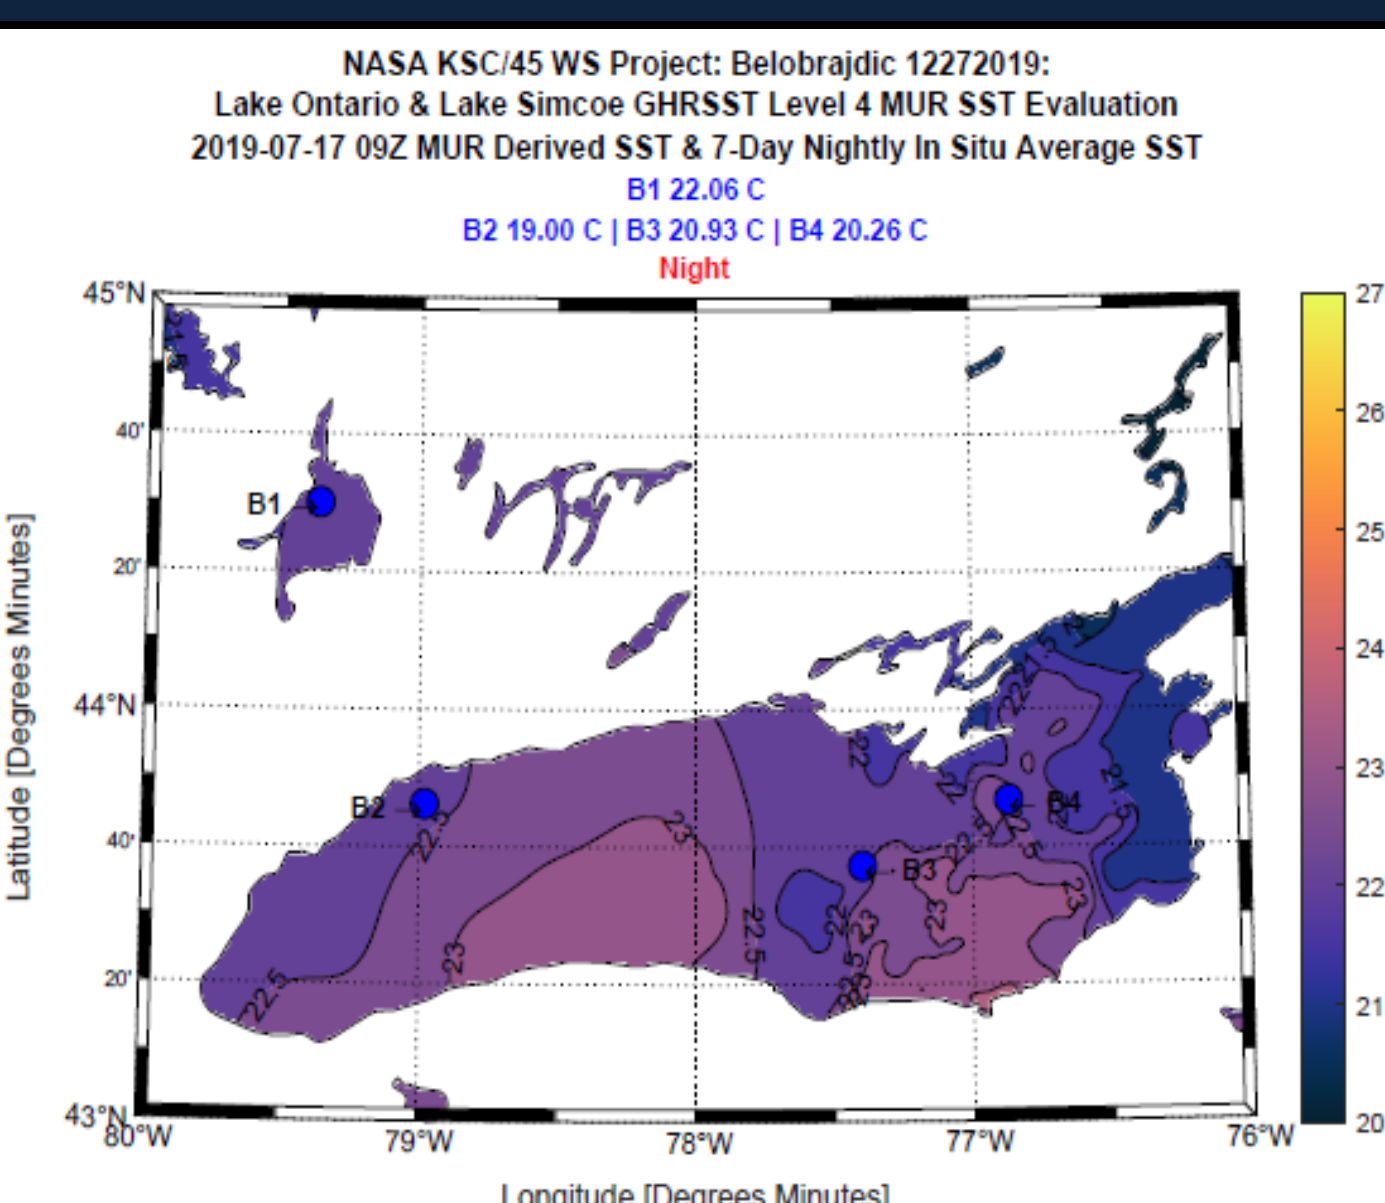 NASA KSC/45 WS Project: Belobrajdic 12272019:
Lake Ontario & Lake Simcoe GHRSST Level 4 MUR SST Evaluation
2019-07-17 09Z MUR Derived SST & 7-Day Nightly In Situ Average SST
B1 22.06 C
B2 19.00 C | B3 20.93 C | B4 20.26 C
Night
45°N
27
26
40'
B1
25
20'
24
44°N
22
22
23
B2
22
B4
21.5
22.5
23
40'
22.5
B3
22
22
23
23
23
22.5
23
20'
22.5
21
43°N
20
80°W
79°W
78°W
77°W
76°W
Latitude [Degrees Minutes]
Longitude [Degrees Minutes]